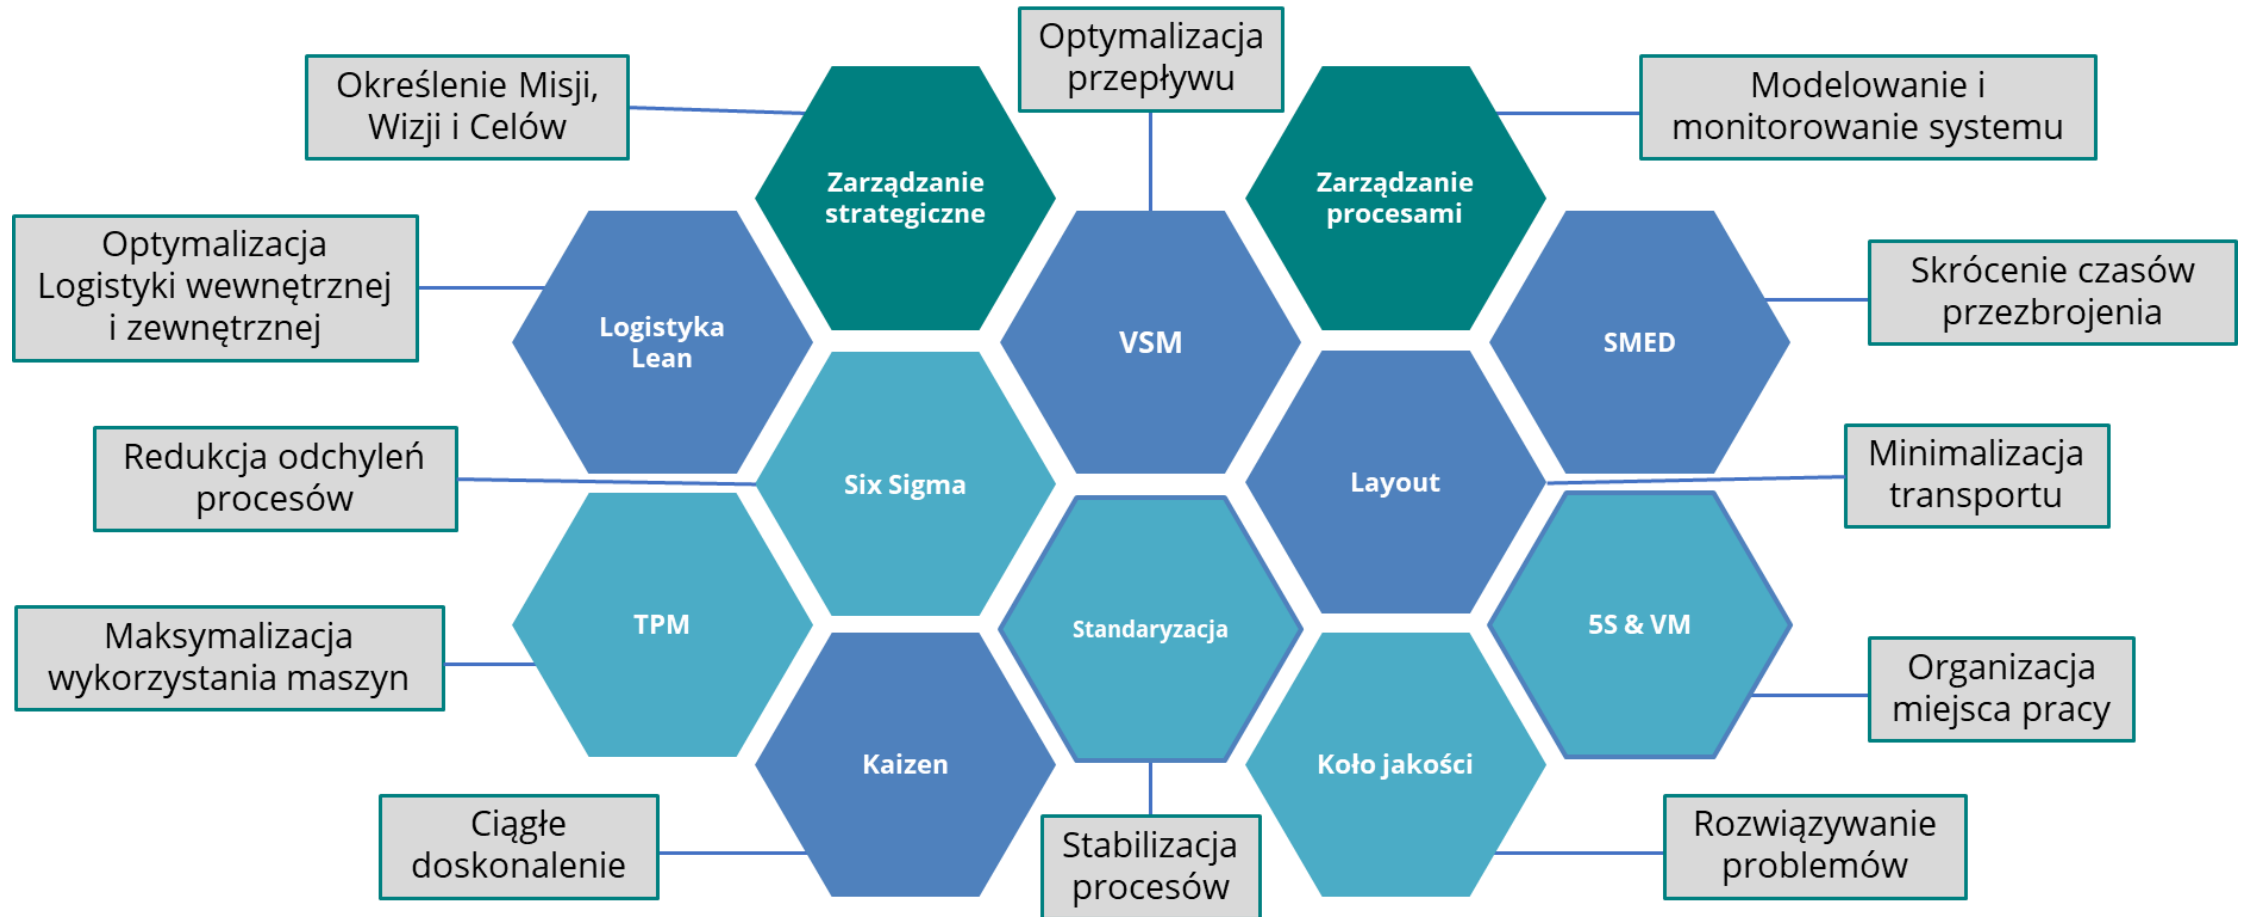 Optymalizacja
przepływu
Określenie Misji,
Wizji i Celów
Modelowanie i
monitorowanie systemu
Zarządzanie
strategiczne
Zarządzanie
procesami
Optymalizacja
Logistyki wewnętrznej
i zewnętrznej
Logistyka
Lean
VSM
SMED
Skrócenie czasów
przezbrojenia
Redukcja odchyleń
procesów
Six Sigma
Layout
Minimalizacja
transportu
Maksymalizacja
wykorzystania maszyn
TPM
Standaryzacja
5S & VM
Organizacja
miejsca pracy
Kaizen
Koło jakości
Ciągłe
doskonalenie
Stabilizacja
procesów
Rozwiązywanie
problemów